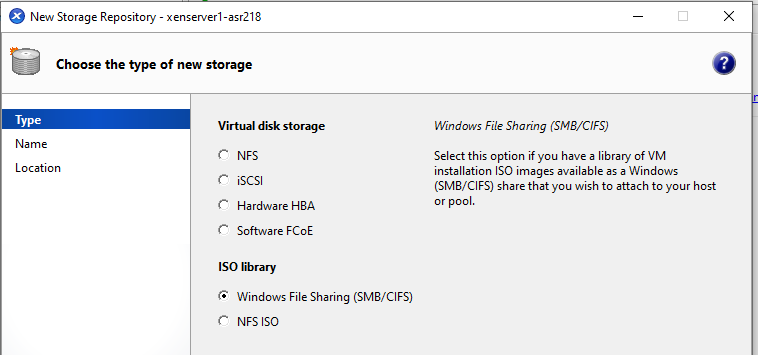 New Storage Repository - xenserver1-asr218
Choose the type of new storage
?
Type
Name
Location
Virtual disk storage
NFS
iSCSI
Hardware HBA
Software FCoE
ISO library
Windows File Sharing (SMB/CIFS)
NFS ISO
Windows File Sharing (SMB/CIFS)
Select this option if you have a library of VM
installation ISO images available as a Windows
(SMB/CIFS) share that you wish to attach to your host
or pool.